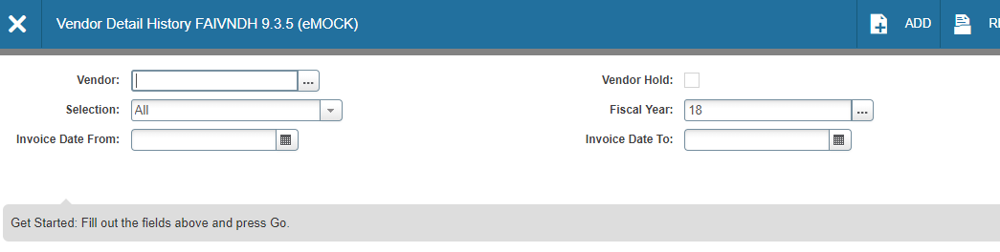 Vendor Detail History FAIVNDH 9.3.5 (eMOCK) ADD
Vendor: ... Vendor Hold:
Selection: All Fiscal Year: 18 ...
Invoice Date From: Invoice Date To:
Get Started: Fill out the fields above and press Go.